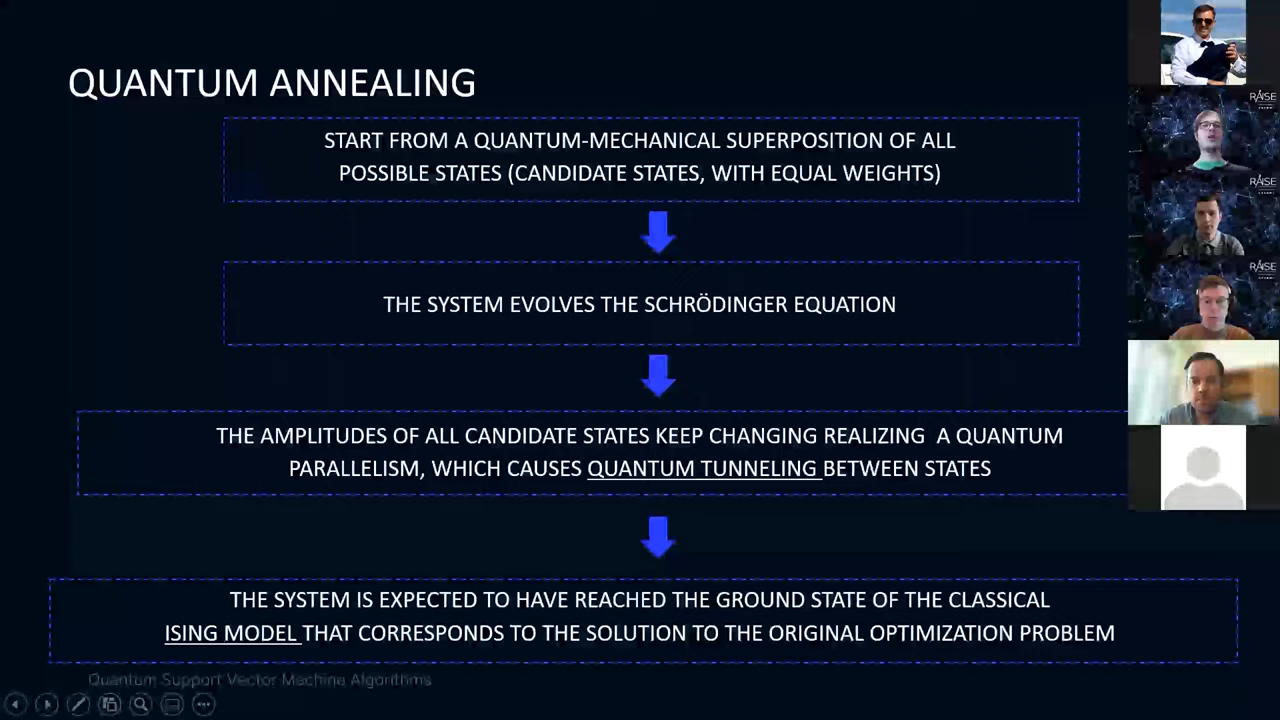 QUANTUM ANNEALING
START FROM A QUANTUM-MECHANICAL SUPERPOSITION OF ALL
POSSIBLE STATES (CANDIDATE STATES, WITH EQUAL WEIGHTS)
THE SYSTEM EVOLVES THE SCHRÖDINGER EQUATION
THE AMPLITUDES OF ALL CANDIDATE STATES KEEP CHANGING REALIZING A QUANTUM
PARALLELISM, WHICH CAUSES QUANTUM TUNNELING BETWEEN STATES
THE SYSTEM IS EXPECTED TO HAVE REACHED THE GROUND STATE OF THE CLASSICAL
ISING MODEL THAT CORRESPONDS TO THE SOLUTION TO THE ORIGINAL OPTIMIZATION PROBLEM
Quantum Support Vector Machine Algorithms
RAISE
RAISE
RAISE